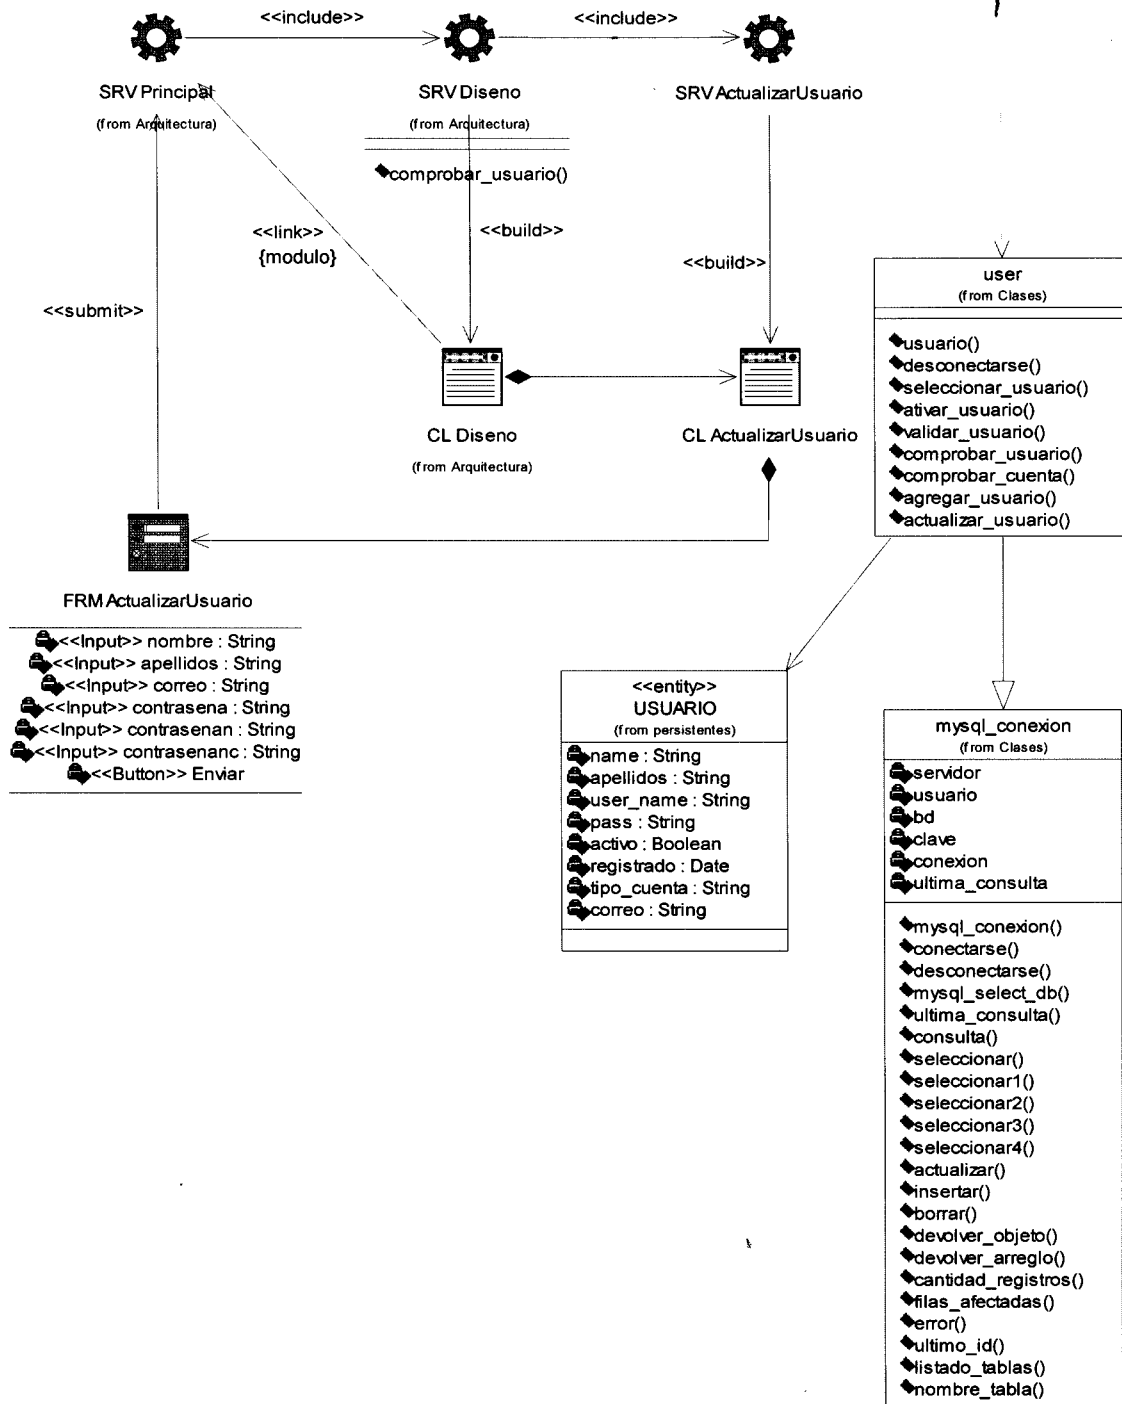 <<include>>
<<include>>
SRV Principal
(from Arquitectura)
SRV Diseno
(from Arquitectura)
comprobar_usuario()
SRV ActualizarUsuario
<<link>>
{modulo}
<<build>>
<<build>>
<<submit>>
CL Diseno
(from Arquitectura)
CL ActualizarUsuario
user
(from Clases)
usuario()
desconectarse()
seleccionar_usuario()
ativar_usuario()
validar_usuario()
comprobar_usuario()
comprobar_cuenta()
agregar_usuario()
actualizar_usuario()
FRM ActualizarUsuario
<<Input>> nombre : String
<<Input>> apellidos : String
<<Input>> correo : String
<<Input>> contrasena : String
<<Input>> contrasenan : String
<<Input>> contrasenanc : String
<<Button>> Enviar
<<entity>>
USUARIO
(from persistentes)
name : String
apellidos : String
user_name : String
pass : String
activo : Boolean
registrado : Date
tipo_cuenta : String
correo : String
mysql_conexion
(from Clases)
servidor
usuario
bd
clave
conexion
ultima_consulta
mysql_conexion()
conectarse()
desconectarse()
mysql_select_db()
ultima_consulta()
consulta()
seleccionar()
seleccionar1()
seleccionar2()
seleccionar3()
seleccionar4()
actualizar()
insertar()
borrar()
devolver_objeto()
devolver_arreglo()
cantidad_registros()
filas_afectadas()
error()
ultimo_id()
listado_tablas()
nombre_tabla()